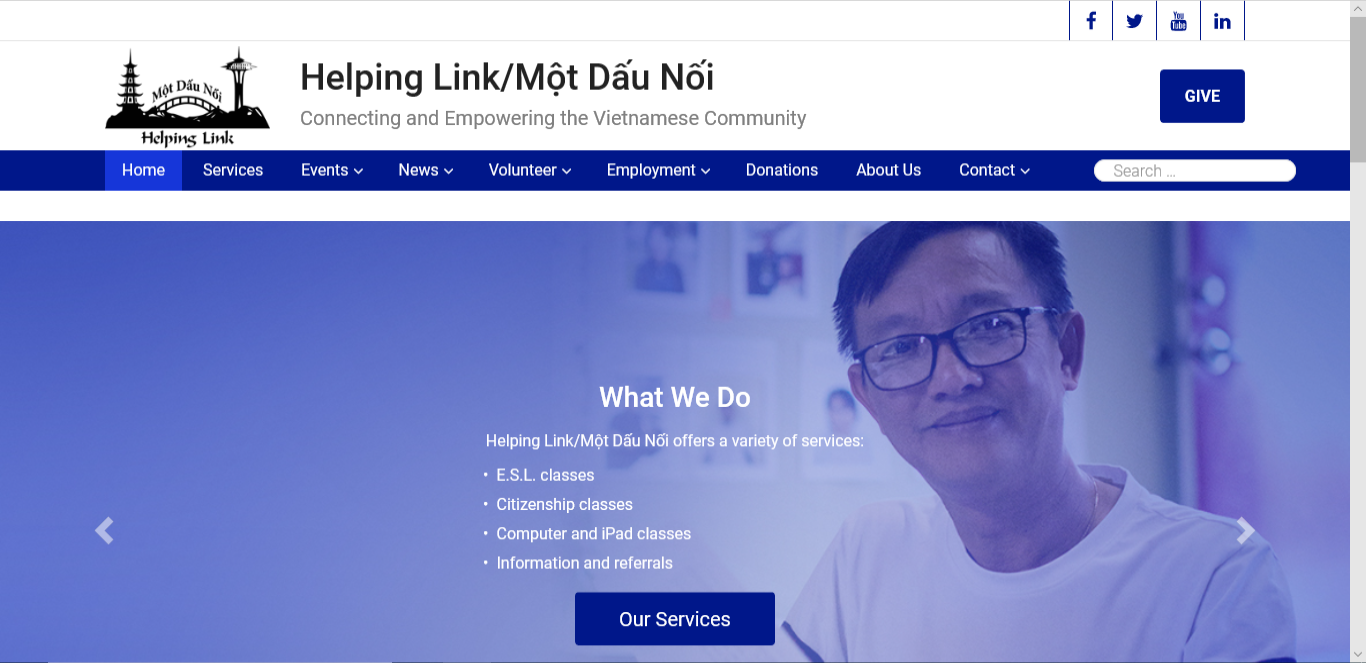 You
Tube
GIVE
Một Dấu Nối
Helping Link
Helping Link/Một Dấu Nối
Connecting and Empowering the Vietnamese Community
Home Services Events News Volunteer Employment Donations About Us Contact Search ...
What We Do
Helping Link/Một Dấu Nối offers a variety of services:
• E.S.L. classes
• Citizenship classes
• Computer and iPad classes
• Information and referrals
Our Services